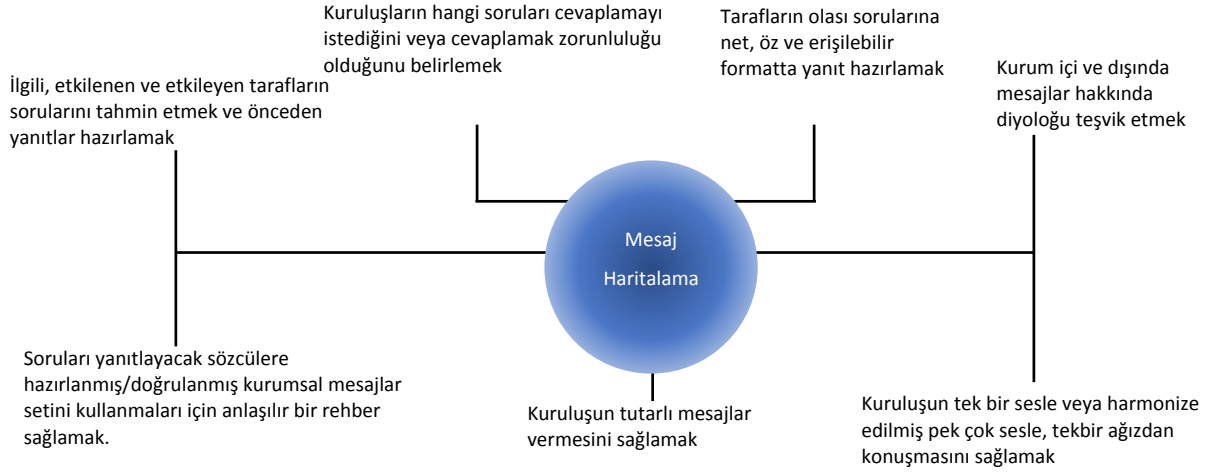 Kuruluşların hangi soruları cevaplamayı
istediğini veya cevaplamak zorunluluğu
olduğunu belirlemek
Tarafların olası sorularına
net, öz ve erişilebilir
formatta yanıt hazırlamak
İlgili, etkilenen ve etkileyen tarafların
sorularını tahmin etmek ve önceden
yanıtlar hazırlamak
Kurum içi ve dışında
mesajlar hakkında
diyoloğu teşvik etmek
Mesaj
Haritalama
Soruları yanıtlayacak sözcülere
hazırlanmış/doğrulanmış kurumsal mesajlar
setini kullanmaları için anlaşılır bir rehber
sağlamak.
Kuruluşun tutarlı mesajlar
vermesini sağlamak
Kuruluşun tek bir sesle veya harmonize
edilmiş pek çok sesle, tekbir ağızdan
konuşmasını sağlamak